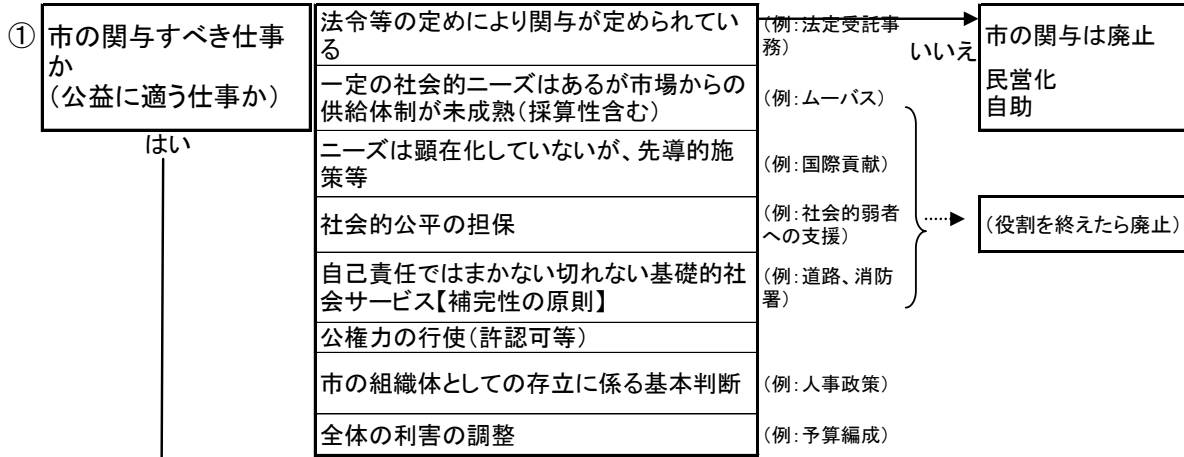 ①
市の関与すべき仕事
か
（公益に適う仕事か）
はい
法令等の定めにより関与が定められてい
る
（例：法定受託事
務）
いいえ
市の関与は廃止
民営化
自助
一定の社会的ニーズはあるが市場からの
供給体制が未成熟（採算性含む）
（例：ムーバス）
ニーズは顕在化していないが、先導的施
策等
（例：国際貢献）
社会的公平の担保
（例：社会的弱者
への支援）
（役割を終えたら廃止）
自己責任ではまかない切れない基礎的社
会サービス【補完性の原則】
（例：道路、消防
署）
公権力の行使（許認可等）
市の組織体としての存立に係る基本判断
（例：人事政策）
全体の利害の調整
（例：予算編成）